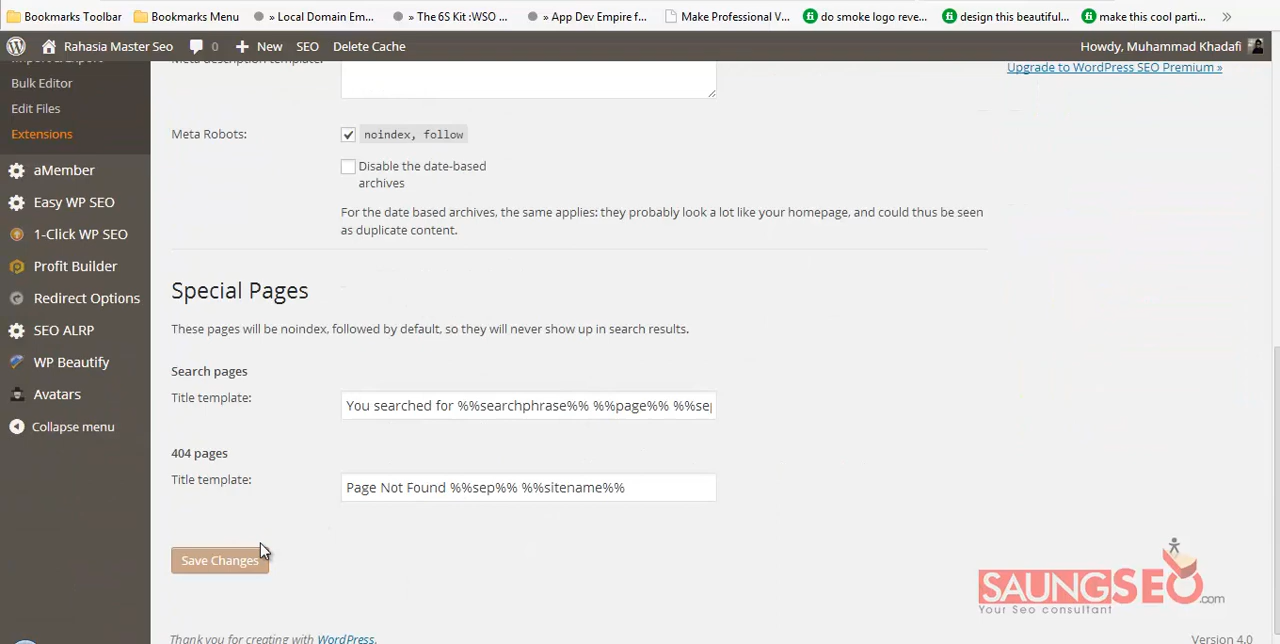 Bookmarks Toolbar
Bookmarks Menu
» Local Domain Em...
» The 6S Kit :WSO ...
» App Dev Empire f...
Make Professional V...
do smoke logo reve...
design this beautiful...
make this cool parti...
»
Rahasia Master Seo
0
+ New
SEO
Delete Cache
Howdy, Muhammad Khadafi
Bulk Editor
Edit Files
Extensions
aMember
Easy WP SEO
1-Click WP SEO
Profit Builder
Redirect Options
SEO ALRP
WP Beautify
Avatars
Collapse menu
Meta description template:
Upgrade to WordPress SEO Premium »
Meta Robots:
noindex, follow
Disable the date-based
archives
For the date based archives, the same applies: they probably look a lot like your homepage, and could thus be seen
as duplicate content.
Special Pages
These pages will be noindex, followed by default, so they will never show up in search results.
Search pages
Title template:
You searched for %%searchphrase%% %%page%% %%sep
404 pages
Title template:
Page Not Found %%sep%% %%sitename%%
Save Changes
SAUNGSEO.com
Your Seo consultant
Thank you for creating with WordPress.
Version 4.0